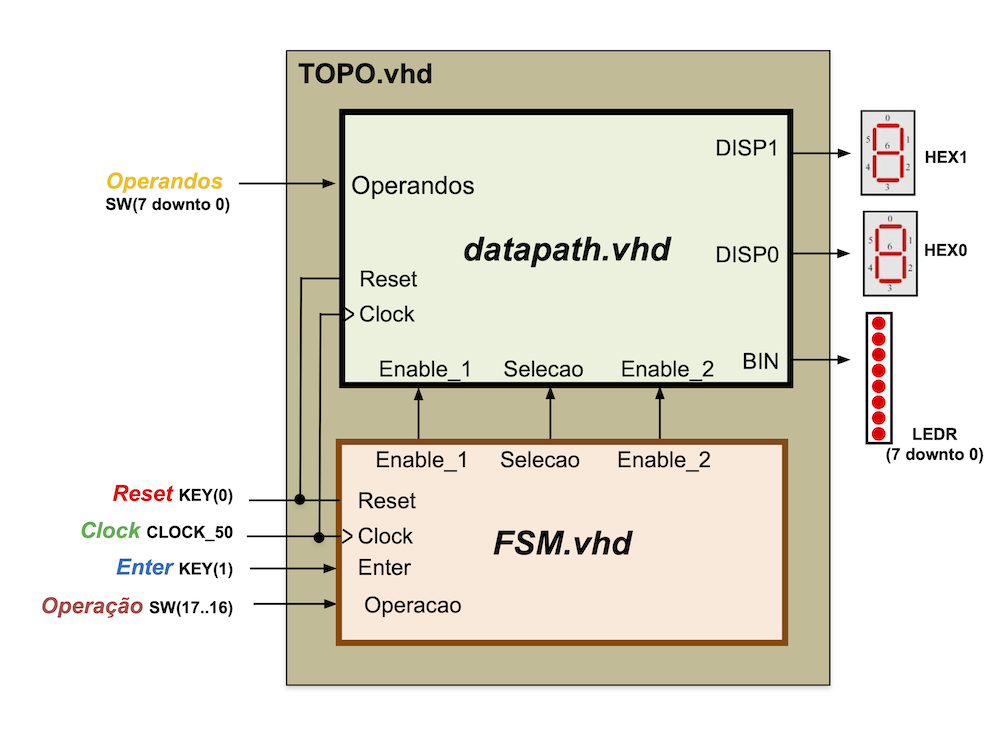 TOPO.vhd
Operandos
SW(7 downto 0)
Operandos
DISP1
datapath.vhd
DISP0
Reset
Clock
BIN
Enable_1 Selecao Enable_2
0
5 1
6
4 2
3
HEX1
0
5 1
6
4 2
3
HEX0
LEDR
(7 downto 0)
Enable_1 Selecao Enable_2
Reset KEY(0)
Clock CLOCK_50
Enter KEY(1)
Operação SW(17..16)
Reset
Clock
Enter
Operacao
FSM.vhd